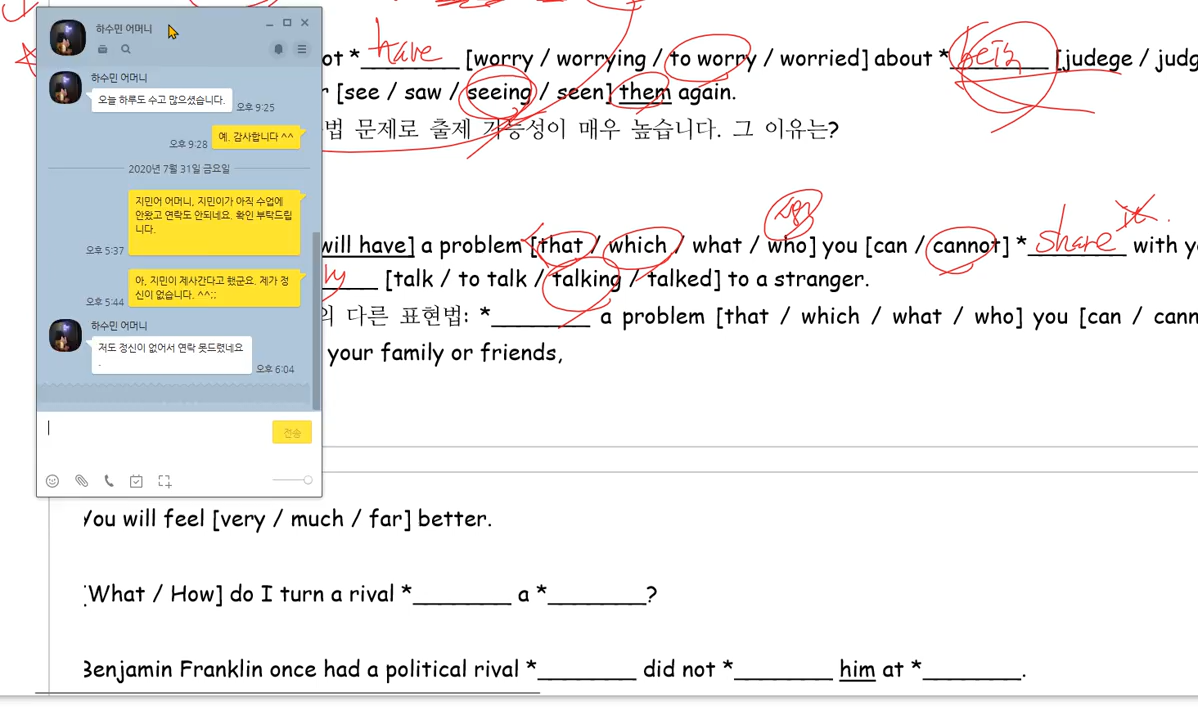 하수민 어머니
하수민 어머니
오늘 하루도 수고 많으셨습니다.
오후 9:25
예. 감사합니다 ^^
오후 9:28
2020년 7월 31일 금요일
지민어 어머니, 지민이가 아직 수업에
안왔고 연락도 안되네요. 확인 부탁드립
니다.
오후 5:37
아, 지민이 제사간다고 했군요. 제가 정
신이 없습니다. ^^;;
오후 5:44
하수민 어머니
저도 정신이 없어서 연락 못드렸네요
.
오후 6:04
전송
ot * have ________ [worry / worrying / to worry / worried] about *________ [judege / judg
r [see / saw / seeing / seen] them again.
법 문제로 출제 가능성이 매우 높습니다. 그 이유는?
사람
it
will have] a problem [that / which / what / who] you [can / cannot] * share ________ with y
ly ________ [talk / to talk / talking / talked] to a stranger.
의 다른 표현법: *________ a problem [that / which / what / who] you [can / cann
your family or friends,
You will feel [very / much / far] better.
[What / How] do I turn a rival *________ a *________?
Benjamin Franklin once had a political rival *________ did not *________ him at *________.